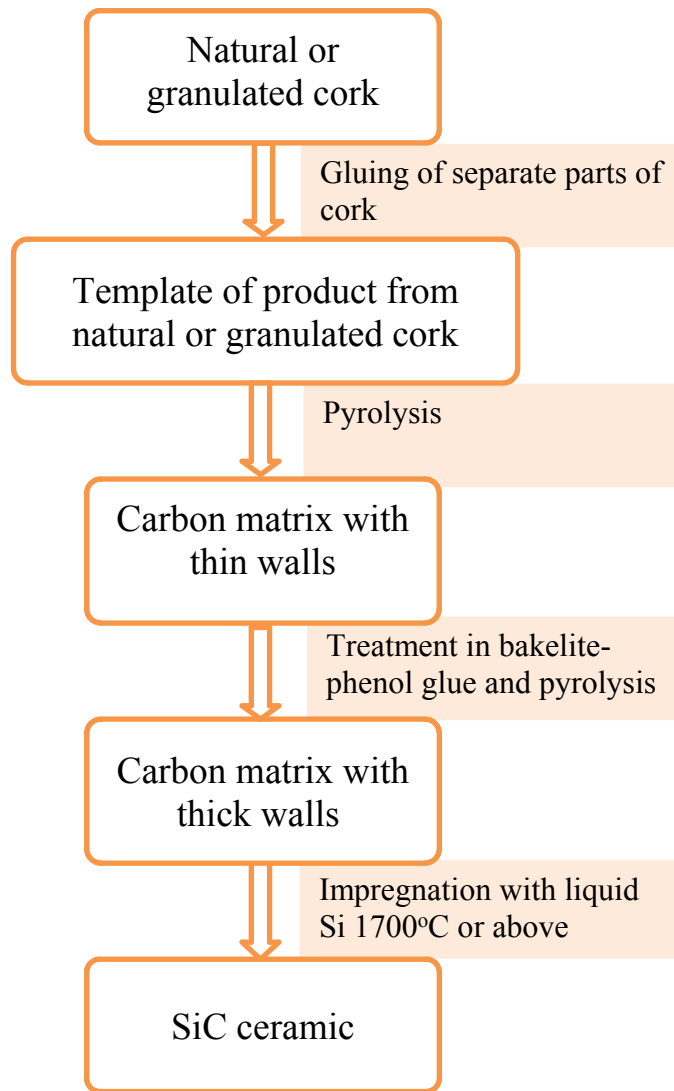 Natural or
granulated cork
Gluing of separate parts of
cork
Template of product from
natural or granulated cork
Pyrolysis
Carbon matrix with
thin walls
Treatment in bakelite-
phenol glue and pyrolysis
Carbon matrix with
thick walls
Impregnation with liquid
Si 1700°C or above
SiC ceramic